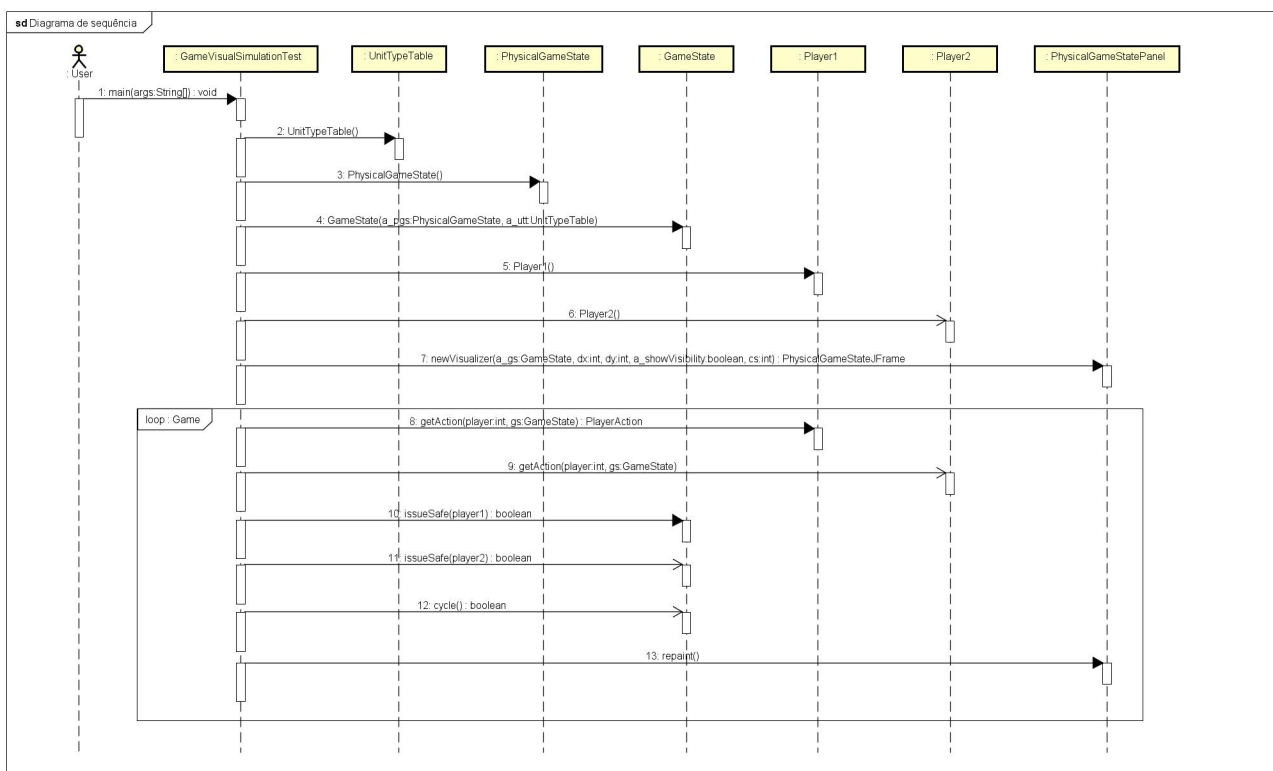 sd Diagrama de sequência
: User
: GameVisualSimulationTest
: UnitTypeTable
: PhysicalGameState
: GameState
: Player1
: Player2
: PhysicalGameStatePanel
1: main(args:String[]) : void
2: UnitTypeTable()
3: PhysicalGameState()
4: GameState(a_pgs:PhysicalGameState, a_utt:UnitTypeTable)
5: Player1()
6: Player2()
7: newVisualizer(a_gs:GameState, dx:int, dy:int, a_showVisibility:boolean, cs:int) : PhysicalGameStateJFrame
loop : Game
8: getAction(player:int, gs:GameState) : PlayerAction
9: getAction(player:int, gs:GameState)
10: issueSafe(player1) : boolean
11: issueSafe(player2) : boolean
12: cycle() : boolean
13: repaint()